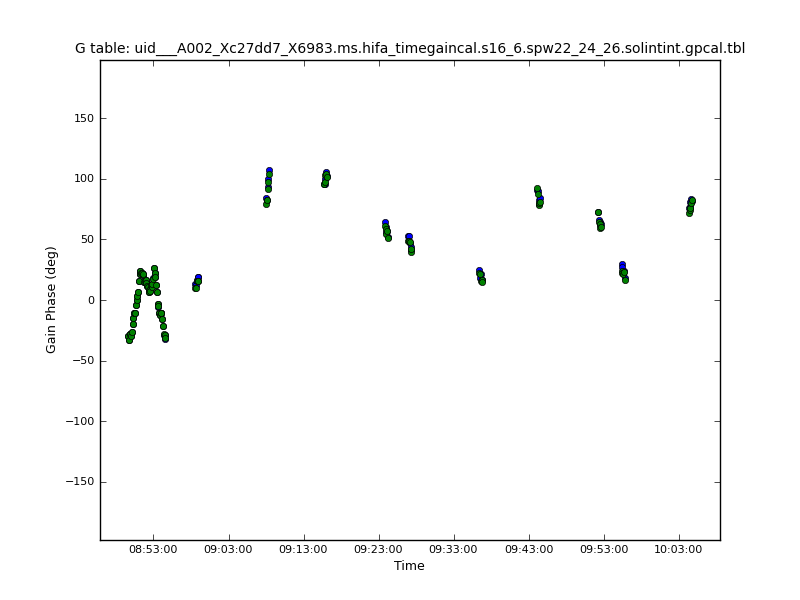 G table: uid___A002_Xc27dd7_X6983.ms.hifa_timegaincal.s16_6.spw22_24_26.solintint.gpcal.tbl
Gain Phase (deg)
150
100
50
0
−50
−100
−150
08:53:00 09:03:00 09:13:00 09:23:00 09:33:00 09:43:00 09:53:00 10:03:00
Time